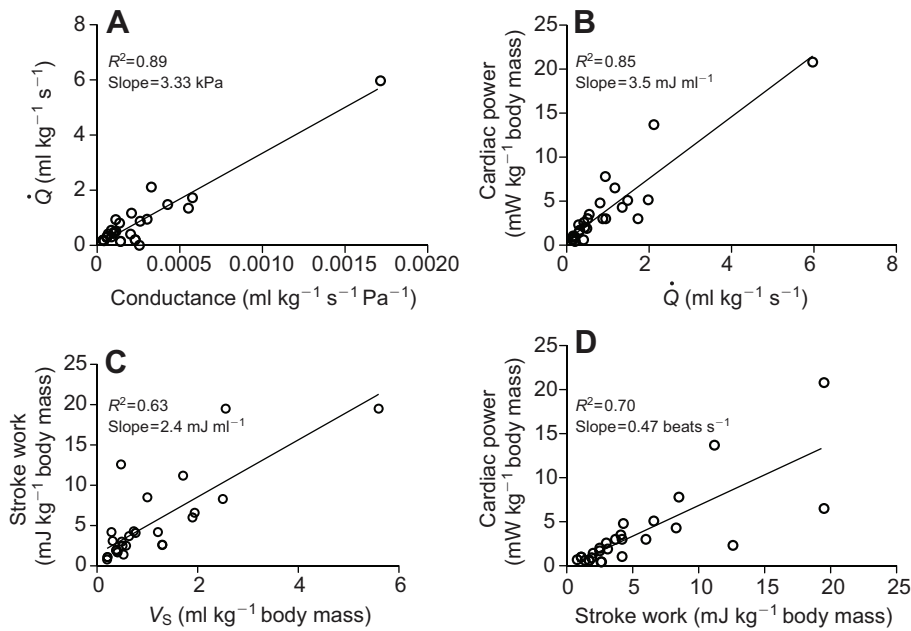 A
R²=0.89
Slope=3.33 kPa
Q̇ (ml kg⁻¹ s⁻¹)
8
6
4
2
0
0 0.0005 0.0010 0.0015 0.0020
Conductance (ml kg⁻¹ s⁻¹ Pa⁻¹)
B
R²=0.85
Slope=3.5 mJ ml⁻¹
Cardiac power
(mW kg⁻¹ body mass)
25
20
15
10
5
0
0 2 4 6 8
Q̇ (ml kg⁻¹ s⁻¹)
C
R²=0.63
Slope=2.4 mJ ml⁻¹
Stroke work
(mJ kg⁻¹ body mass)
25
20
15
10
5
0
0 2 4 6
V_S (ml kg⁻¹ body mass)
D
R²=0.70
Slope=0.47 beats s⁻¹
Cardiac power
(mW kg⁻¹ body mass)
25
20
15
10
5
0
0 5 10 15 20 25
Stroke work (mJ kg⁻¹ body mass)